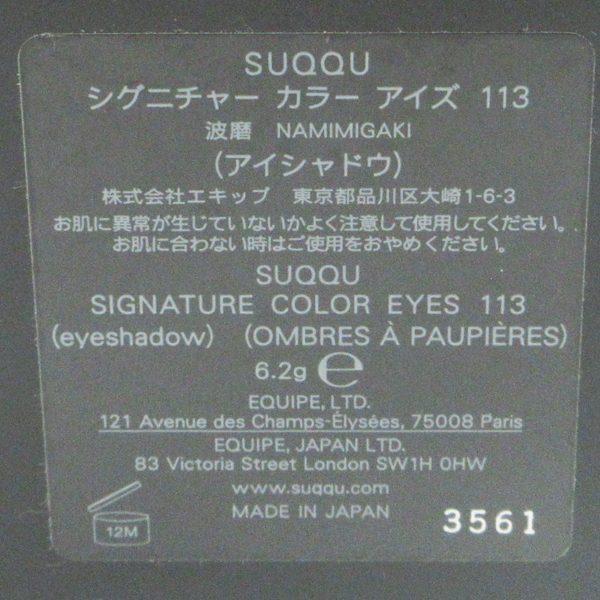 SUQQU
シグニチャー カラー アイズ 113
波磨 NAMIMIGAKI
(アイシャドウ)
株式会社エキップ 東京都品川区大崎1-6-3
お肌に異常が生じていないかよく注意して使用してください。
お肌に合わない時はご使用をおやめください。
SUQQU
SIGNATURE COLOR EYES 113
(eyeshadow) (OMBRES À PAUPIÈRES)
6.2g ℮
EQUIPE, LTD.
121 Avenue des Champs-Élysées, 75008 Paris
EQUIPE, JAPAN LTD.
83 Victoria Street London SW1H 0HW
www.suqqu.com
MADE IN JAPAN
12M
3561